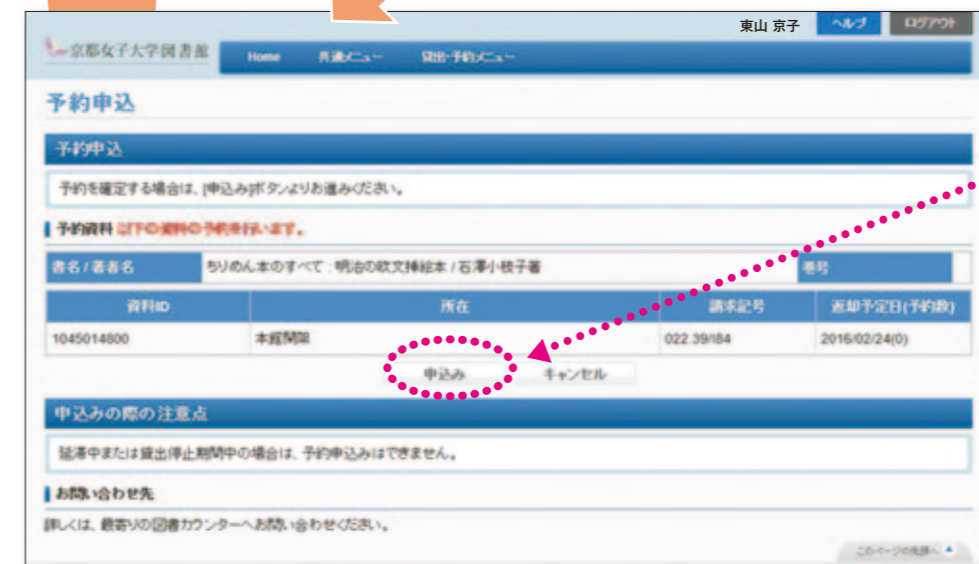 東山 京子 ヘルプ ログアウト
京都女子大学図書館 Home 共通メニュー 貸出・予約メニュー
予約申込
予約申込
予約を確定する場合は、[申込み]ボタンよりお進みください。
予約資料 以下の資料の予約を行います。
書名/著者名 ちりめん本のすべて : 明治の欧文挿絵本 / 石澤小枝子著 巻号
資料ID 所在 請求記号 返却予定日(予約数)
1045014800 本館開架 022.39/I84 2016/02/24(0)
申込み キャンセル
申込みの際の注意点
延滞中または貸出停止期間中の場合は、予約申込みはできません。
お問い合わせ先
詳しくは、最寄りの図書カウンターへお問い合わせください。
このページの先頭へ